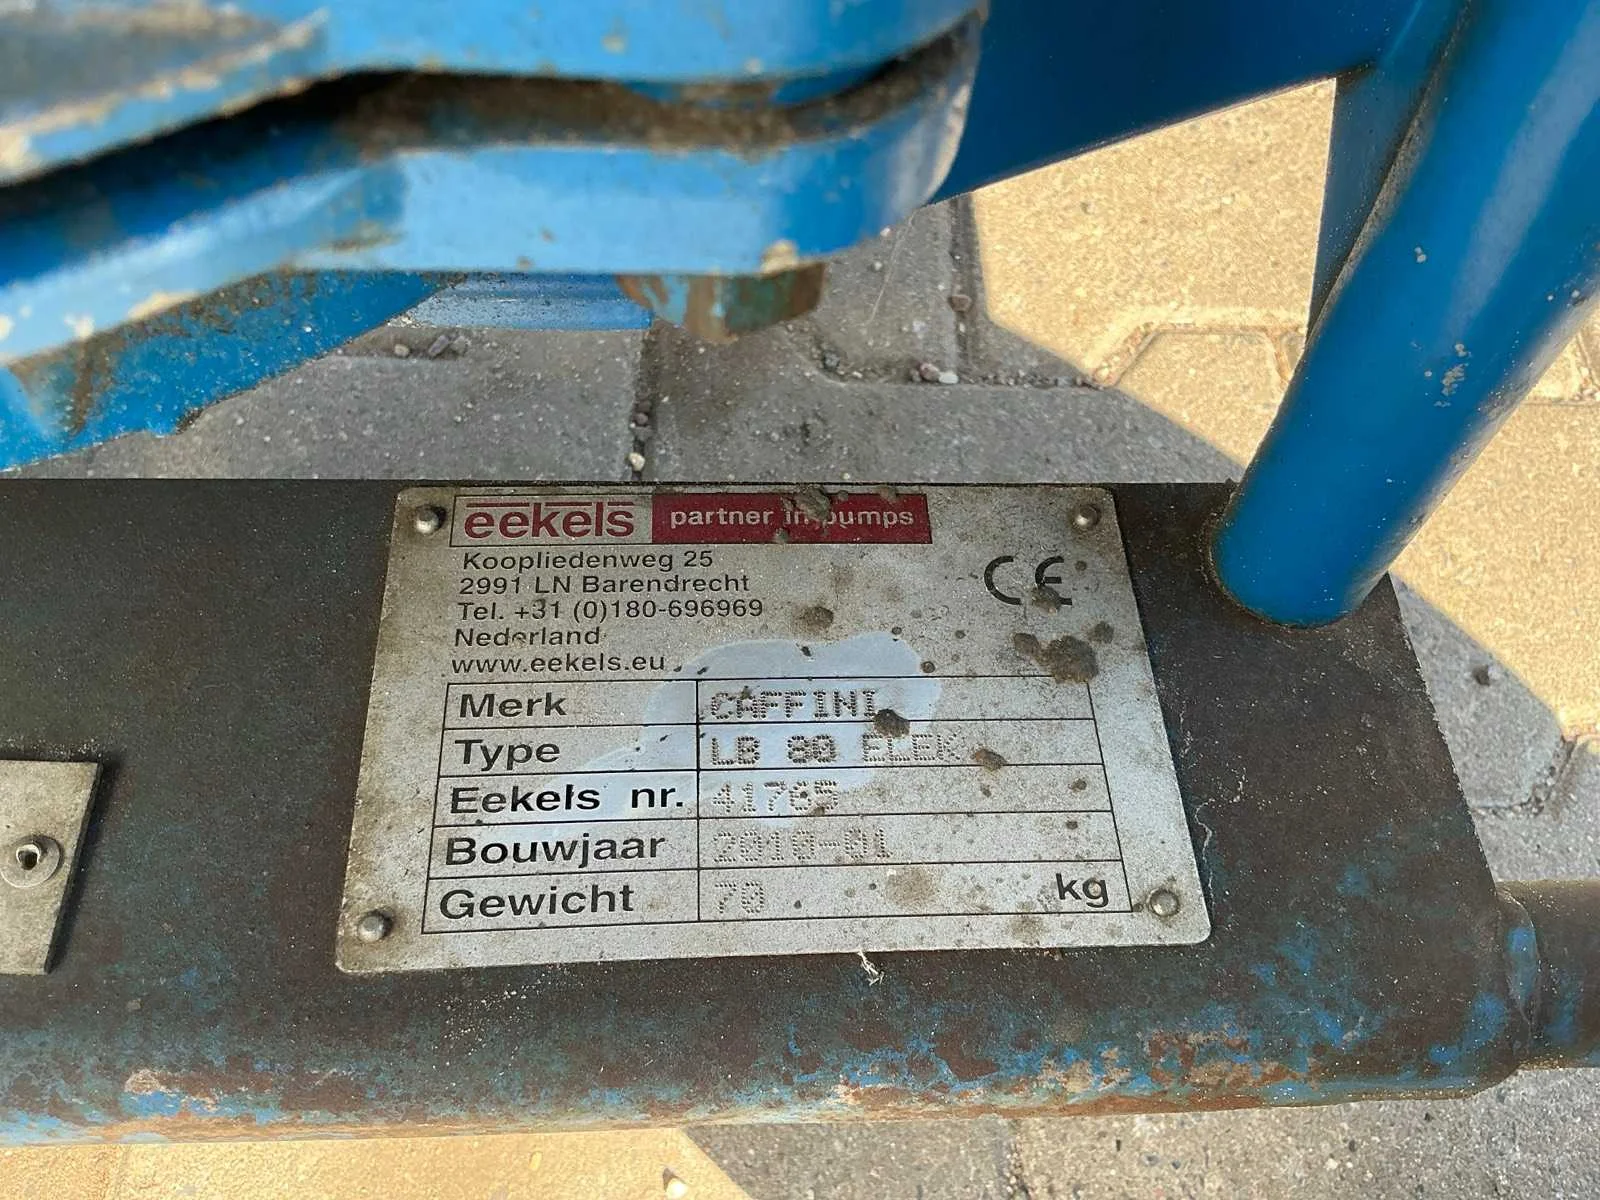 eekels partner in pumps
Koopliedenweg 25
2991 LN Barendrecht
Tel. +31 (0)180-696969
Nederland
www.eekels.eu
CE
Merk CAFFINI
Type LB 80 ELEK
Eekels nr. 41765
Bouwjaar 2010-01
Gewicht 70 kg